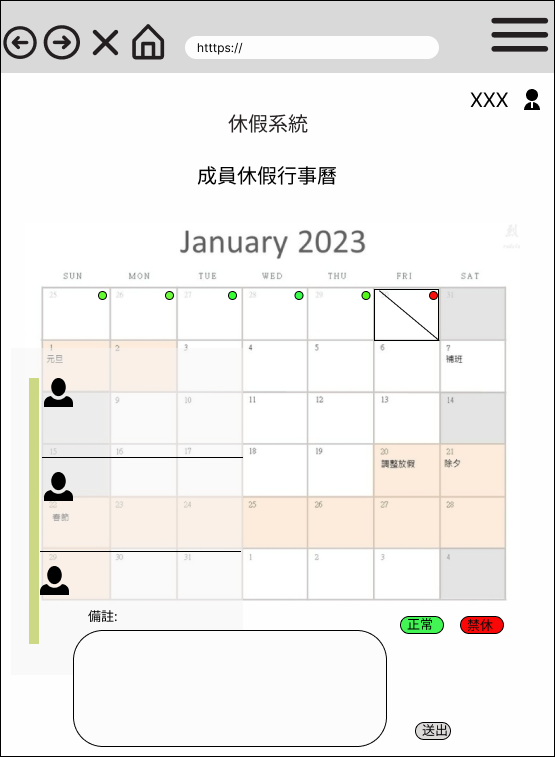 htttps://
XXX
休假系統
成員休假行事曆
January 2023
SUN MON TUE WED THU FRI SAT
25 26 27 28 29 31
1 2 3 4 5 6 7
元旦 補班
9 10 11 12 13 14
15 16 17 18 19 20 21
調整放假 除夕
22 23 24 25 26 27 28
春節
29 30 31 1 2 3 4
備註:
正常 禁休
送出